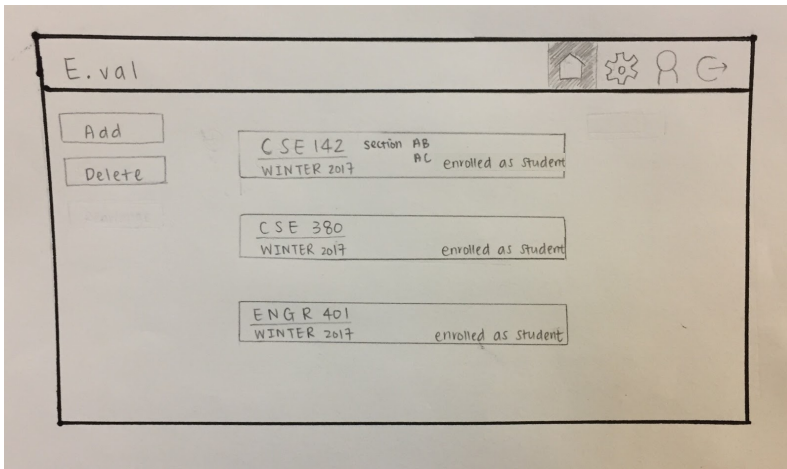 E.val
Add
Delete
CSE 142 section AB
AC
WINTER 2017 enrolled as student
CSE 380
WINTER 2017 enrolled as student
ENGR 401
WINTER 2017 enrolled as student